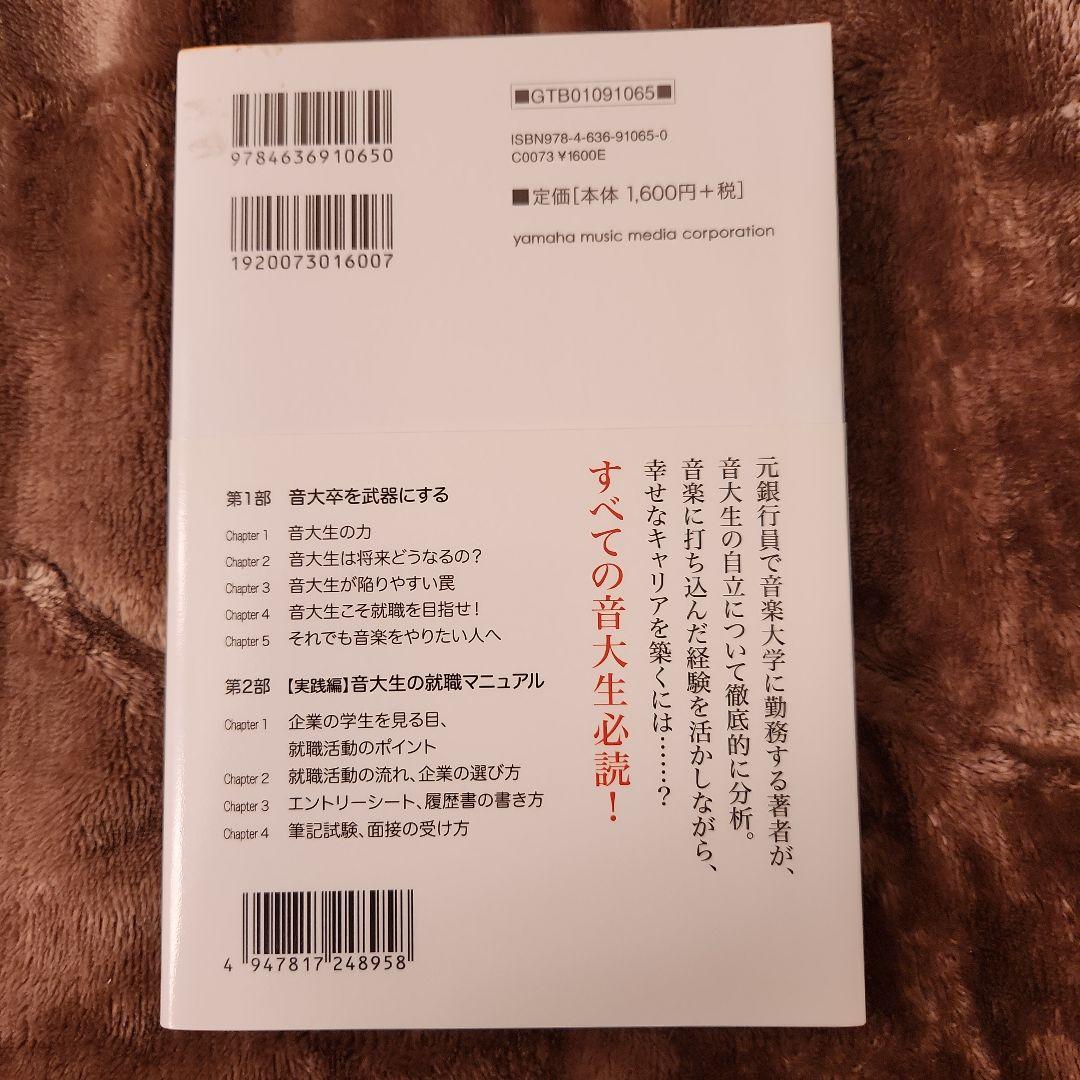 9784636910650
1920073016007
■GTB01091065■
ISBN978-4-636-91065-0
C0073 ¥1600E
■定価[本体 1,600円+税]
yamaha music media corporation
元銀行員で音楽大学に勤務する著者が、
音大生の自立について徹底的に分析。
音楽に打ち込んだ経験を活かしながら、
幸せなキャリアを築くには……?
すべての音大生必読!
第1部 音大卒を武器にする
Chapter 1 音大生の力
Chapter 2 音大生は将来どうなるの?
Chapter 3 音大生が陥りやすい罠
Chapter 4 音大生こそ就職を目指せ!
Chapter 5 それでも音楽をやりたい人へ
第2部 【実践編】音大生の就職マニュアル
Chapter 1 企業の学生を見る目、
就職活動のポイント
Chapter 2 就職活動の流れ、企業の選び方
Chapter 3 エントリーシート、履歴書の書き方
Chapter 4 筆記試験、面接の受け方
4 947817 248958